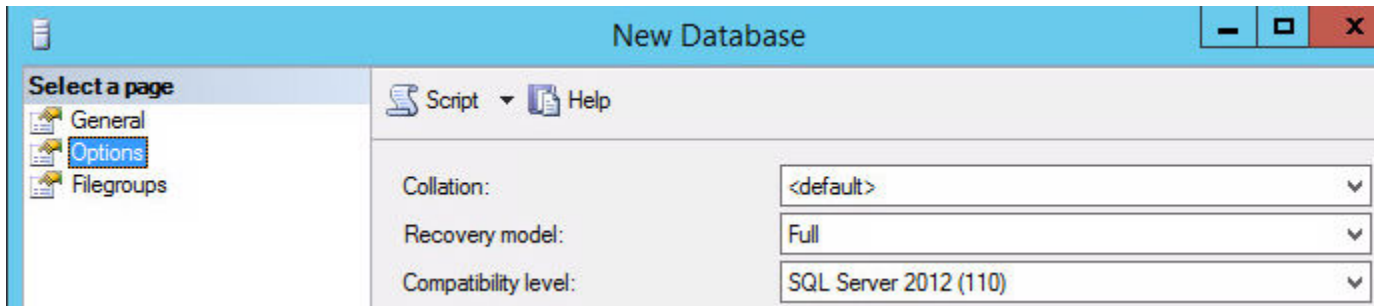 New Database
Select a page
General
Options
Filegroups
Script Help
Collation: <default>
Recovery model: Full
Compatibility level: SQL Server 2012 (110)